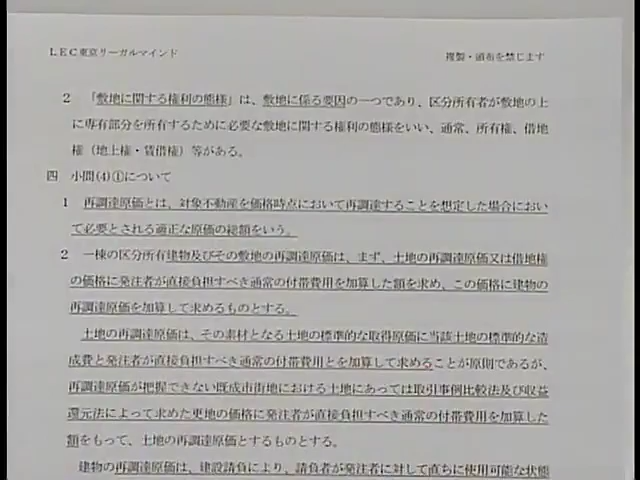 LEC東京リーガルマインド
複製・頒布を禁じます
2 「敷地に関する権利の態様」は、敷地に係る要因の一つであり、区分所有者が敷地の上
に専有部分を所有するために必要な敷地に関する権利の態様をいい、通常、所有権、借地
権（地上権・賃借権）等がある。
四 小問(4)①について
1 再調達原価とは、対象不動産を価格時点において再調達することを想定した場合におい
て必要とされる適正な原価の総額をいう。
2 一棟の区分所有建物及びその敷地の再調達原価は、まず、土地の再調達原価又は借地権
の価格に発注者が直接負担すべき通常の付帯費用を加算した額を求め、この価格に建物の
再調達原価を加算して求めるものとする。
土地の再調達原価は、その素材となる土地の標準的な取得原価に当該土地の標準的な造
成費と発注者が直接負担すべき通常の付帯費用とを加算して求めることが原則であるが、
再調達原価が把握できない既成市街地における土地にあっては取引事例比較法及び収益
還元法によって求めた更地の価格に発注者が直接負担すべき通常の付帯費用を加算した
額をもって、土地の再調達原価とするものとする。
建物の再調達原価は、建設請負により、請負者が発注者に対して直ちに使用可能な状態